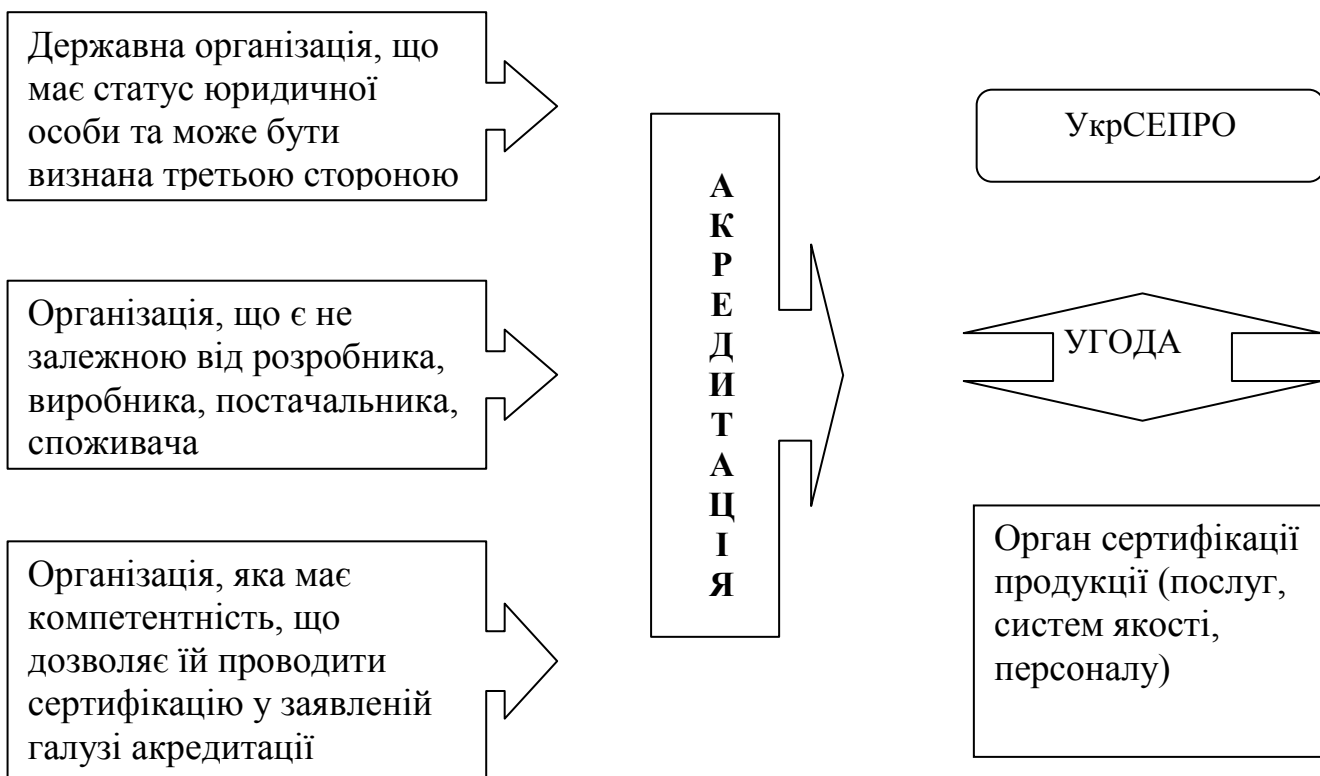 Державна організація, що
має статус юридичної
особи та може бути
визнана третьою стороною
Організація, що є не
залежною від розробника,
виробника, постачальника,
споживача
Організація, яка має
компетентність, що
дозволяє їй проводити
сертифікацію у заявленій
галузі акредитації
А
К
Р
Е
Д
И
Т
А
Ц
І
Я
УкрСЕПРО
УГОДА
Орган сертифікації
продукції (послуг,
систем якості,
персоналу)